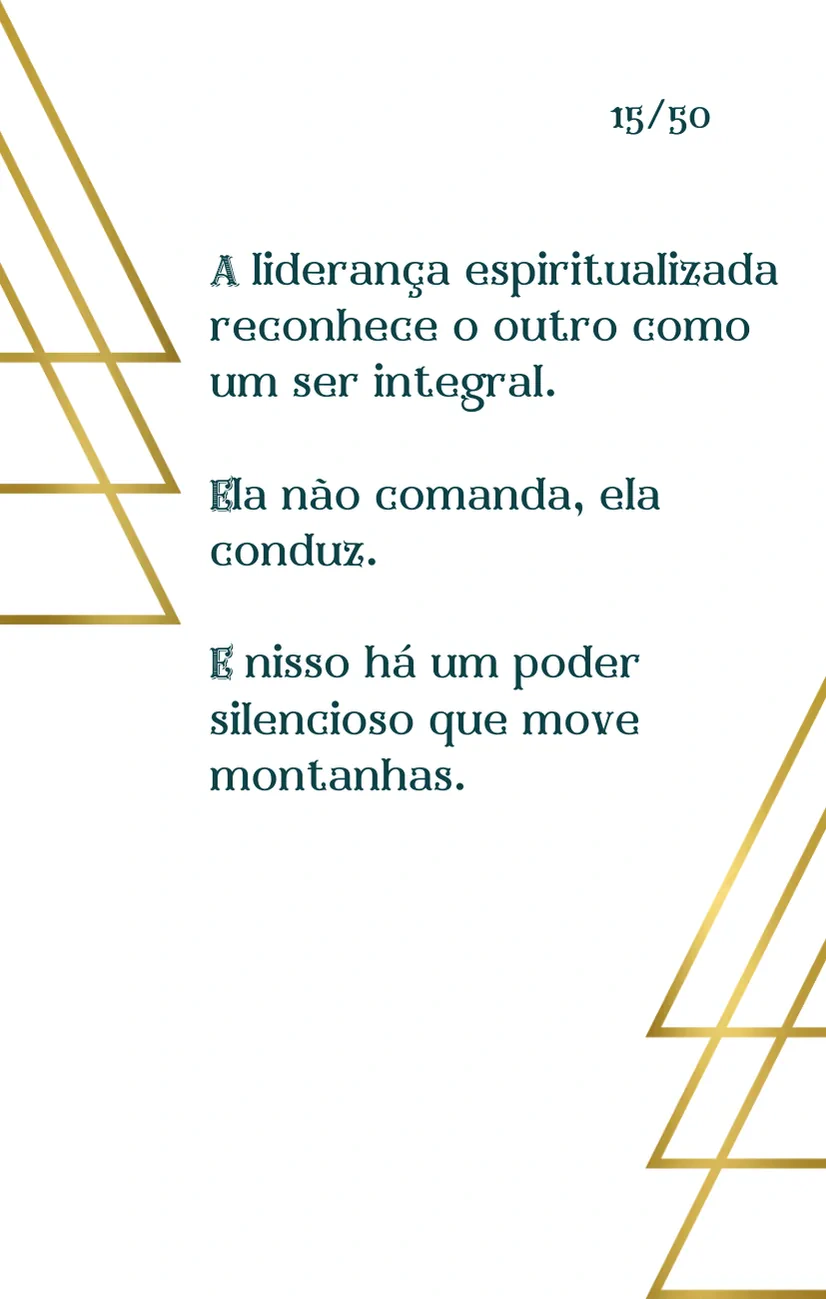 15/50
A liderança espiritualizada
reconhece o outro como
um ser integral.
Ela não comanda, ela
conduz.
E nisso há um poder
silencioso que move
montanhas.